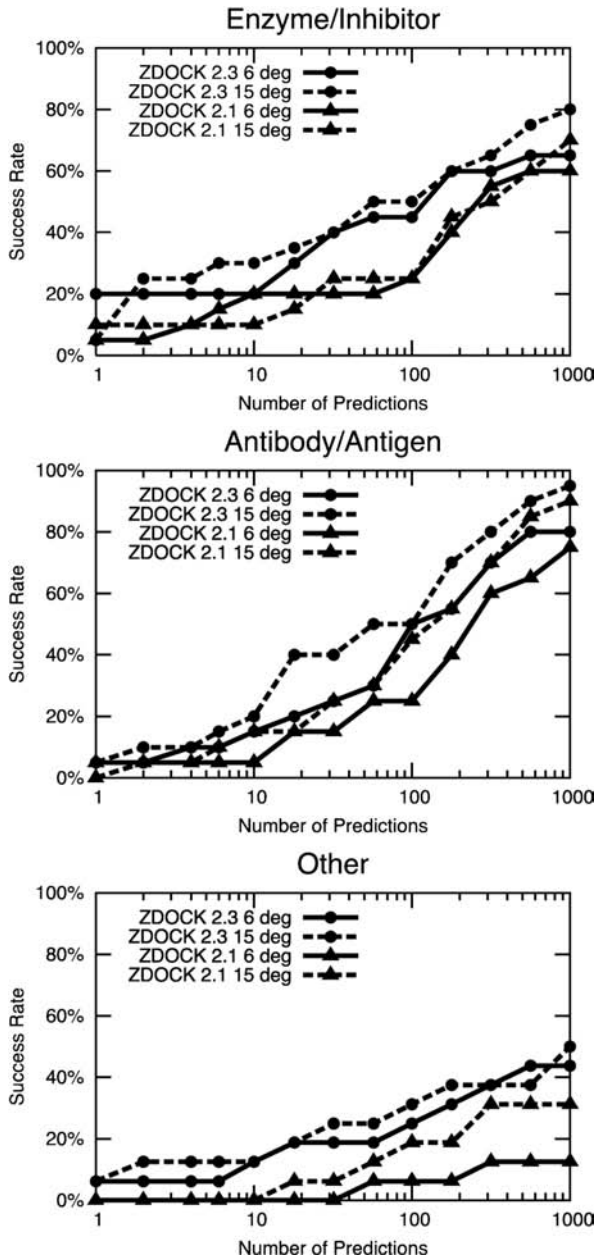 Enzyme/Inhibitor
100%
80%
60%
40%
20%
0%
Success Rate
ZDOCK 2.3 6 deg
ZDOCK 2.3 15 deg
ZDOCK 2.1 6 deg
ZDOCK 2.1 15 deg
1 10 100 1000
Number of Predictions
Antibody/Antigen
100%
80%
60%
40%
20%
0%
Success Rate
ZDOCK 2.3 6 deg
ZDOCK 2.3 15 deg
ZDOCK 2.1 6 deg
ZDOCK 2.1 15 deg
1 10 100 1000
Number of Predictions
Other
100%
80%
60%
40%
20%
0%
Success Rate
ZDOCK 2.3 6 deg
ZDOCK 2.3 15 deg
ZDOCK 2.1 6 deg
ZDOCK 2.1 15 deg
1 10 100 1000
Number of Predictions